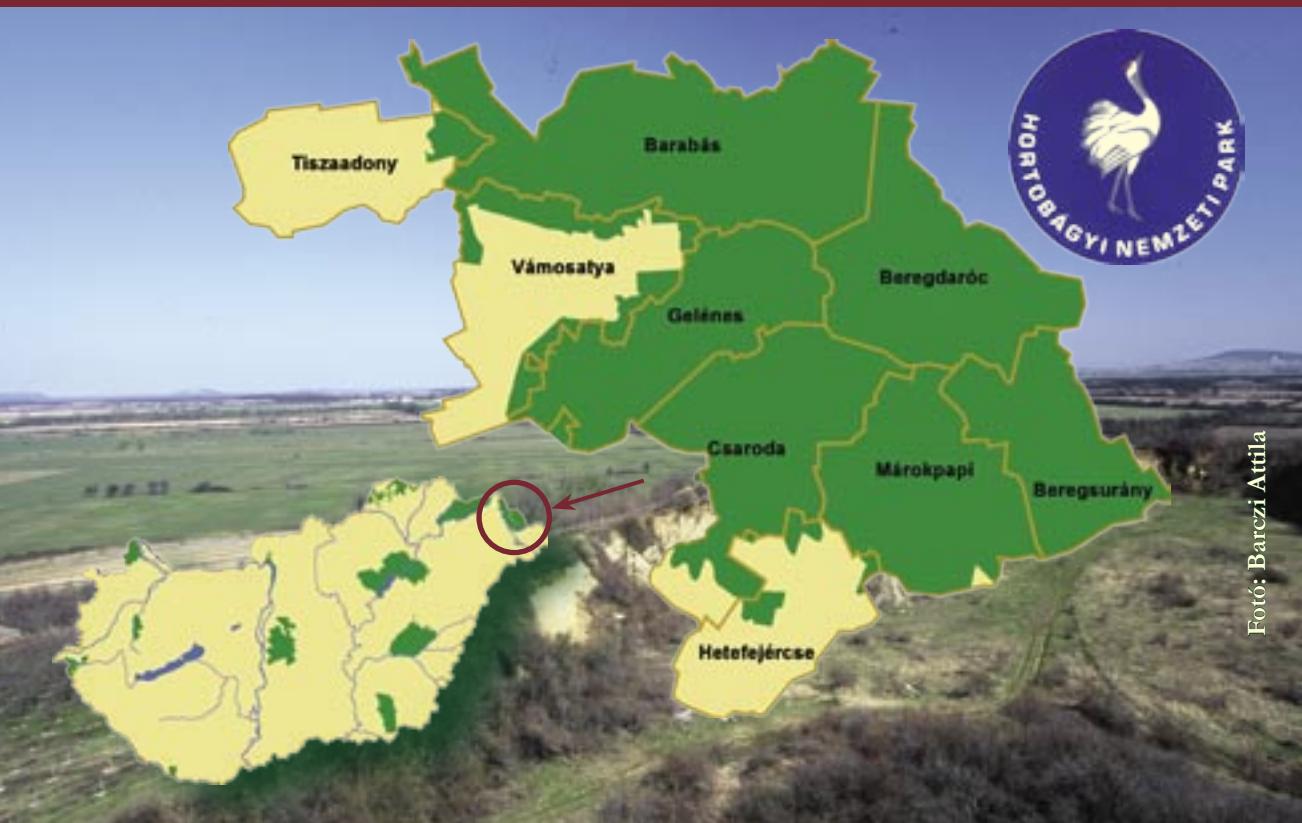 HORTOBÁGYI NEMZETI PARK
Barabás
Tiszaadony
Vámosatya
Beregdaróc
Gelénes
Csaroda
Márokpapi
Beregsurány
Hetefejércse
Fotó: Barczi Attila